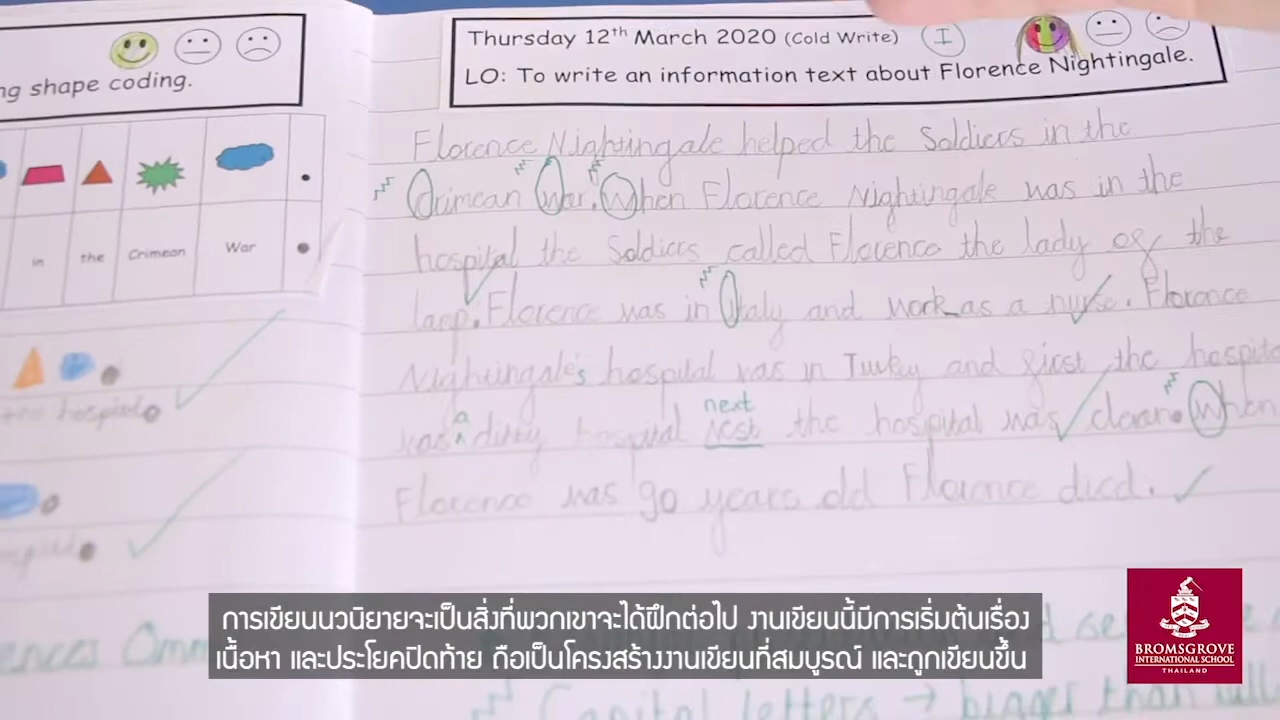 ng shape coding.
in the Crimean War
Thursday 12th March 2020 (Cold Write) I
LO: To write an information text about Florence Nightingale.
Florence Nightingale helped the Soldiers in the
Crimean War. When Florence Nightingale was in the
hospital the Soldiers called Florence the lady of the
lamp. Florence was in Italy and work as a nurse. Florence
Nightingale's hospital was in Turkey and first the hospital
next
was a dirty hospital rest the hospital was clean. When
Florence was 90 years old Florence died.
การเขียนนวนิยายจะเป็นสิ่งที่พวกเขาจะได้ฝึกต่อไป งานเขียนนี้มีการเริ่มต้นเรื่อง
เนื้อหา และประโยคปิดท้าย ถือเป็นโครงสร้างงานเขียนที่สมบูรณ์ และถูกเขียนขึ้น
Capital letters → bigger than
BROMSGROVE
INTERNATIONAL SCHOOL
THAILAND